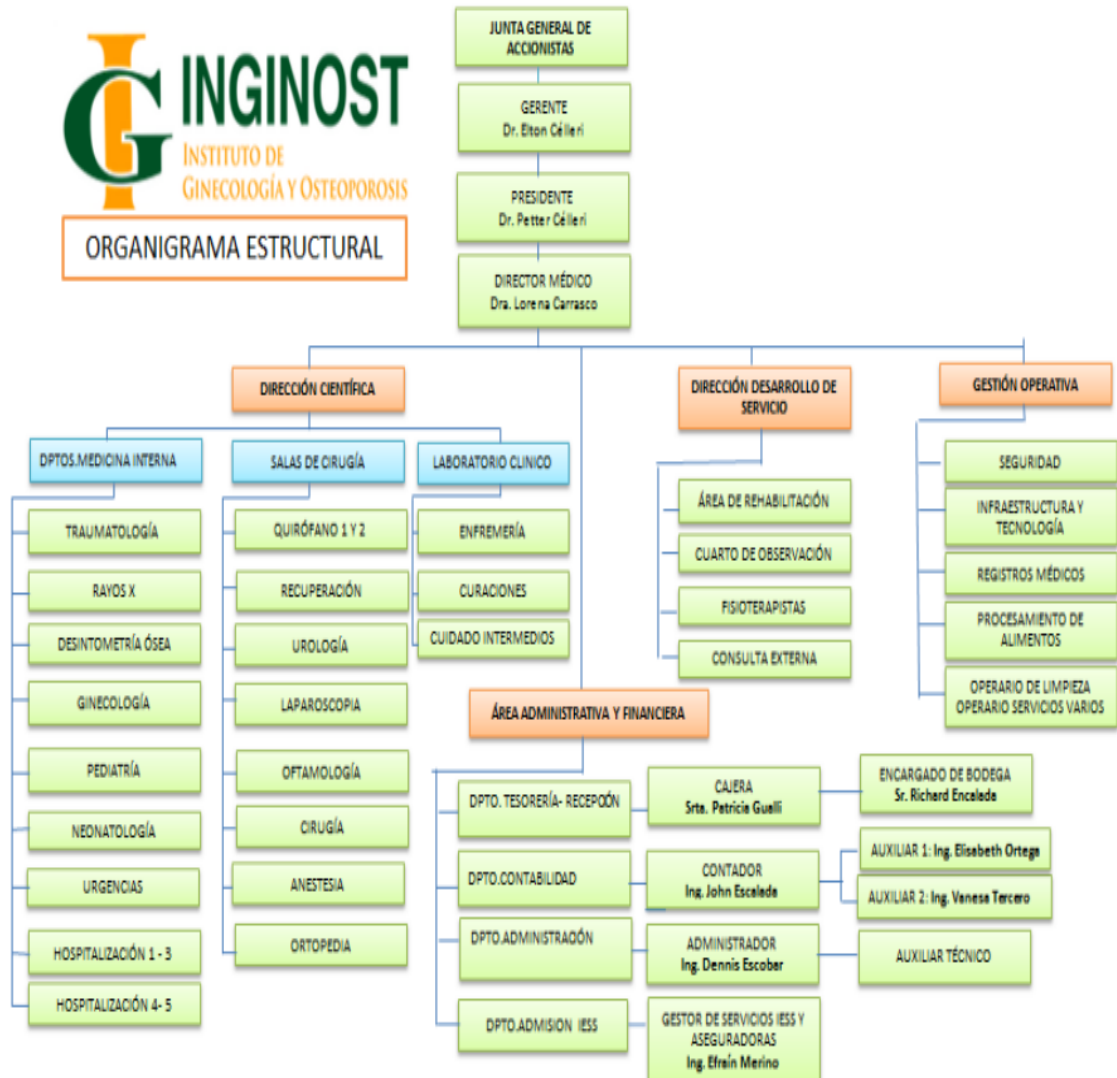 IG
INGINOST
INSTITUTO DE
GINECOLOGÍA Y OSTEOPOROSIS
ORGANIGRAMA ESTRUCTURAL
JUNTA GENERAL DE
ACCIONISTAS
GERENTE
Dr. Elton Célleri
PRESIDENTE
Dr. Petter Célleri
DIRECTOR MÉDICO
Dra. Lorena Carrasco
DIRECCIÓN CIENTÍFICA
DPTOS.MEDICINA INTERNA
TRAUMATOLOGÍA
RAYOS X
DESINTOMETRÍA ÓSEA
GINECOLOGÍA
PEDIATRÍA
NEONATOLOGÍA
URGENCIAS
HOSPITALIZACIÓN 1 - 3
HOSPITALIZACIÓN 4- 5
SALAS DE CIRUGÍA
QUIRÓFANO 1 Y 2
RECUPERACIÓN
UROLOGÍA
LAPAROSCOPIA
OFTAMOLOGÍA
CIRUGÍA
ANESTESIA
ORTOPEDIA
LABORATORIO CLINICO
ENFREMERÍA
CURACIONES
CUIDADO INTERMEDIOS
DIRECCIÓN DESARROLLO DE
SERVICIO
ÁREA DE REHABILITACIÓN
CUARTO DE OBSERVACIÓN
FISIOTERAPISTAS
CONSULTA EXTERNA
GESTIÓN OPERATIVA
SEGURIDAD
INFRAESTRUCTURA Y
TECNOLOGÍA
REGISTROS MÉDICOS
PROCESAMIENTO DE
ALIMENTOS
OPERARIO DE LIMPIEZA
OPERARIO SERVICIOS VARIOS
ÁREA ADMINISTRATIVA Y FINANCIERA
DPTO. TESORERÍA- RECEPCIÓN
CAJERA
Srta. Patricia Gualli
ENCARGADO DE BODEGA
Sr. Richard Encalada
DPTO.CONTABILIDAD
CONTADOR
Ing. John Escalada
AUXILIAR 1: Ing. Elisabeth Ortega
AUXILIAR 2: Ing. Vanesa Tercero
DPTO.ADMINISTRACIÓN
ADMINISTRADOR
Ing. Dennis Escobar
AUXILIAR TÉCNICO
DPTO.ADMISION IESS
GESTOR DE SERVICIOS IESS Y
ASEGURADORAS
Ing. Efraín Merino